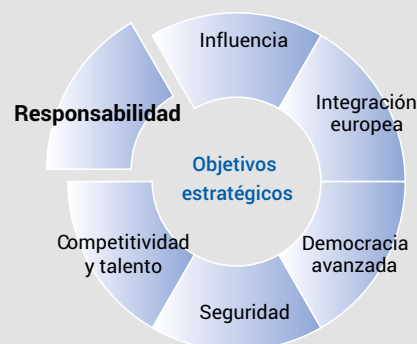 Influencia
Integración
europea
Democracia
avanzada
Seguridad
Competitividad
y talento
Responsabilidad
Objetivos
estratégicos